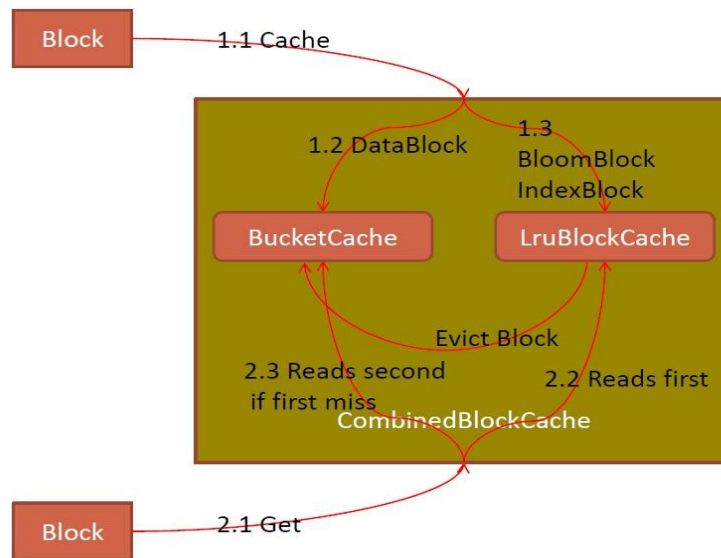 Block
1.1 Cache
1.2 DataBlock
1.3
BloomBlock
IndexBlock
BucketCache
LruBlockCache
Evict Block
2.3 Reads second
if first miss
2.2 Reads first
CombinedBlockCache
Block
2.1 Get